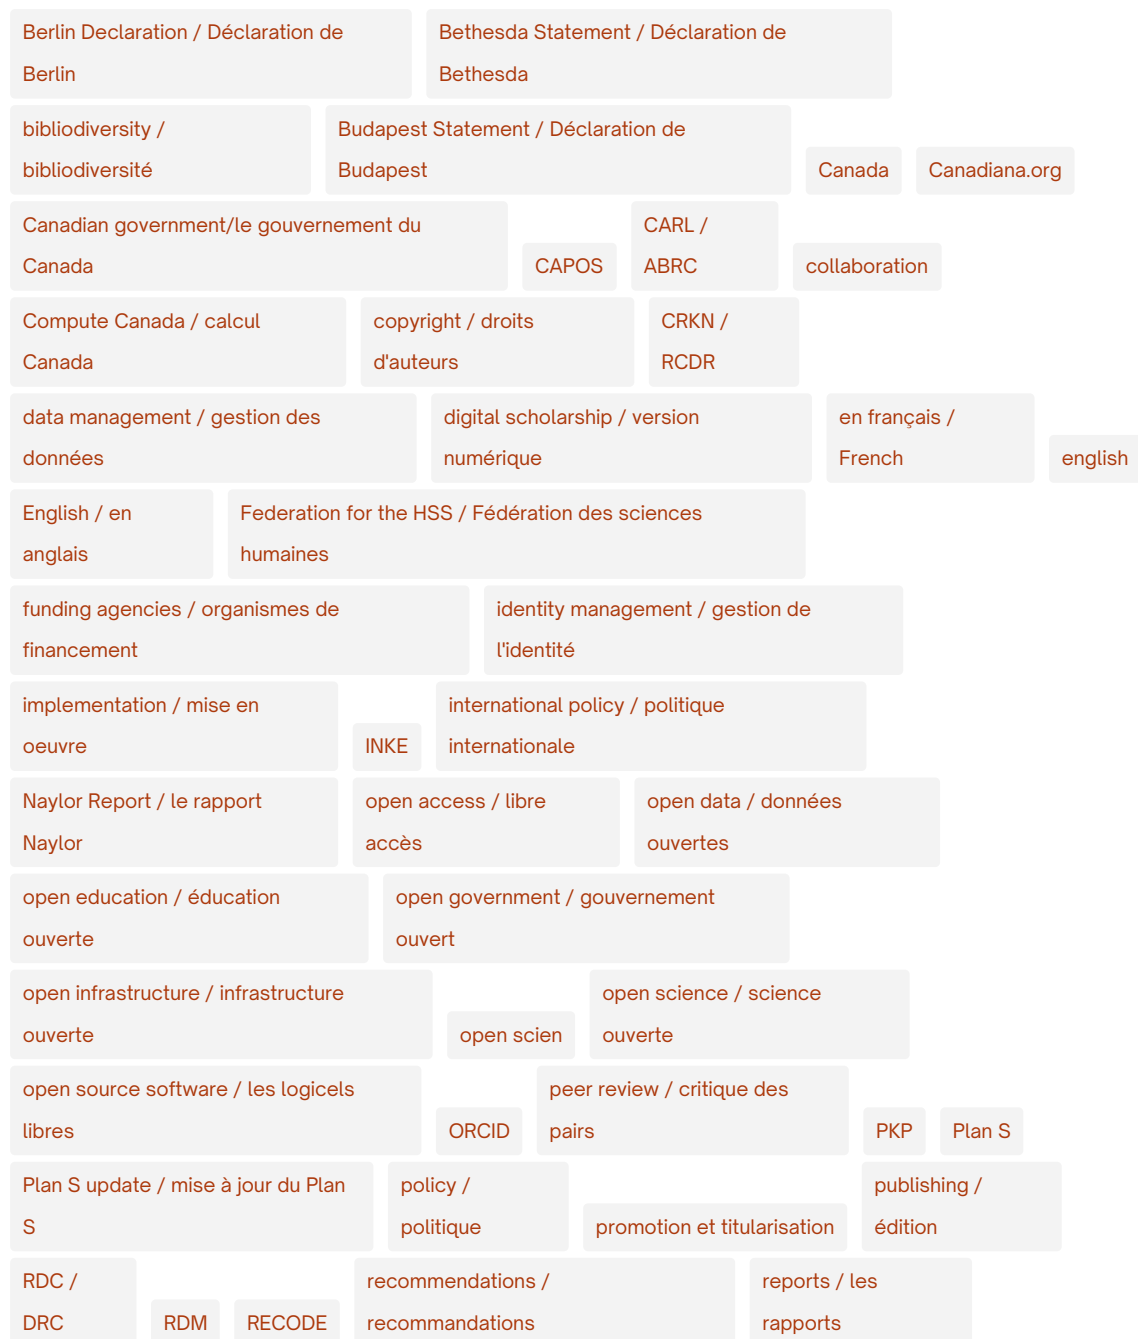 Berlin Declaration / Déclaration de
Berlin
Bethesda Statement / Déclaration de
Bethesda
bibliodiversity /
bibliodiversité
Budapest Statement / Déclaration de
Budapest
Canada
Canadiana.org
Canadian government/le gouvernement du
Canada
CAPOS
CARL /
ABRC
collaboration
Compute Canada / calcul
Canada
copyright / droits
d'auteurs
CRKN /
RCDR
data management / gestion des
données
digital scholarship / version
numérique
en français /
French
english
English / en
anglais
Federation for the HSS / Fédération des sciences
humaines
funding agencies / organismes de
financement
identity management / gestion de
l'identité
implementation / mise en
oeuvre
INKE
international policy / politique
internationale
Naylor Report / le rapport
Naylor
open access / libre
accès
open data / données
ouvertes
open education / éducation
ouverte
open government / gouvernement
ouvert
open infrastructure / infrastructure
ouverte
open scien
open science / science
ouverte
open source software / les logicels
libres
ORCID
peer review / critique des
pairs
PKP
Plan S
Plan S update / mise à jour du Plan
S
policy /
politique
promotion et titularisation
publishing /
édition
RDC /
DRC
RDM
RECODE
recommendations /
recommandations
reports / les
rapports